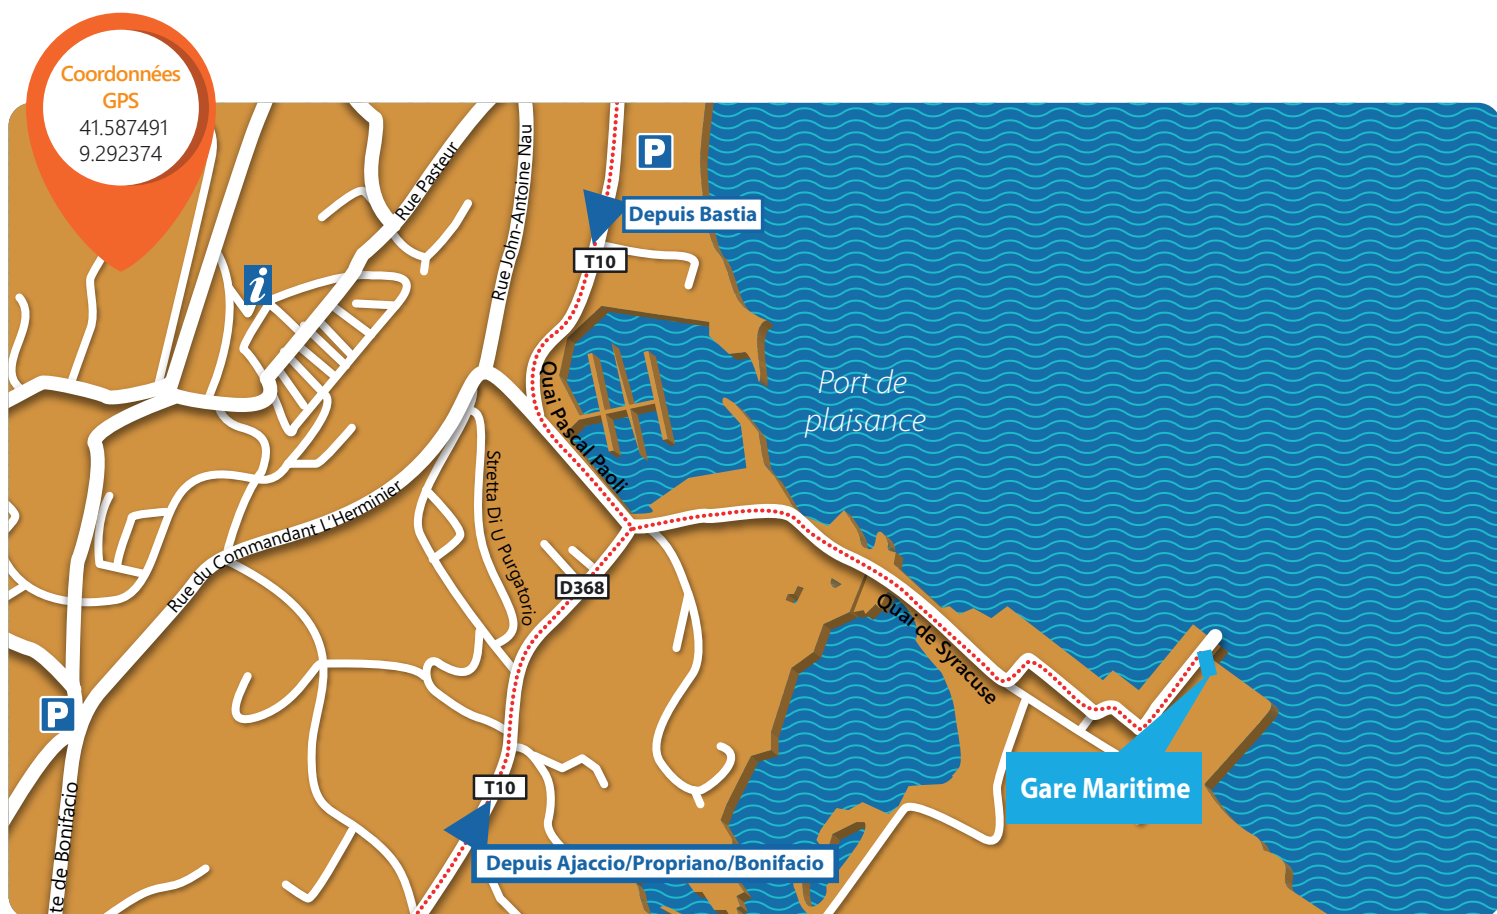 Coordonnées
GPS
41.587491
9.292374
P
Depuis Bastia
T10
Rue Pasteur
Rue John-Antoine Nau
i
Quai Pascal Paoli
Port de
plaisance
Stretta Di U Purgatorio
Rue du Commandant L'Herminier
D368
Quai de Syracuse
P
T10
Gare Maritime
Depuis Ajaccio/Propriano/Bonifacio
te de Bonifacio